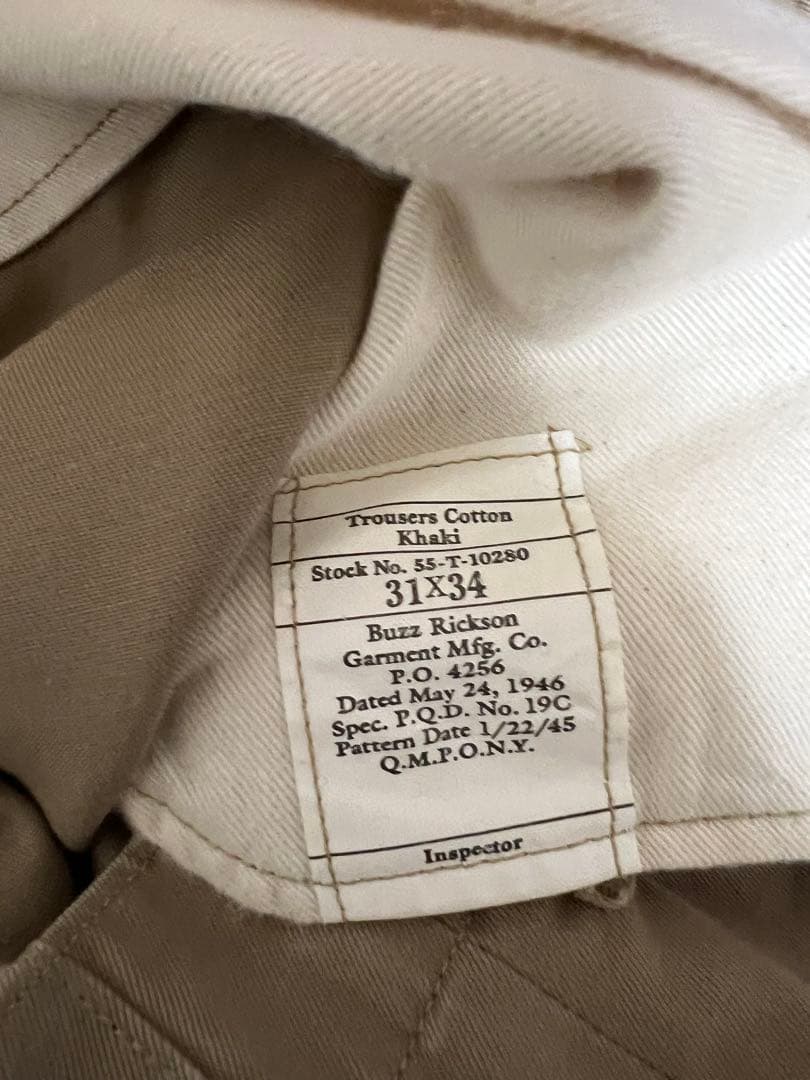 Trousers Cotton
Khaki
Stock No. 55-T-10280
31X34
Buzz Rickson
Garment Mfg. Co.
P.O. 4256
Dated May 24, 1946
Spec. P.Q.D. No. 19C
Pattern Date 1/22/45
Q.M.P.O.N.Y.
Inspector